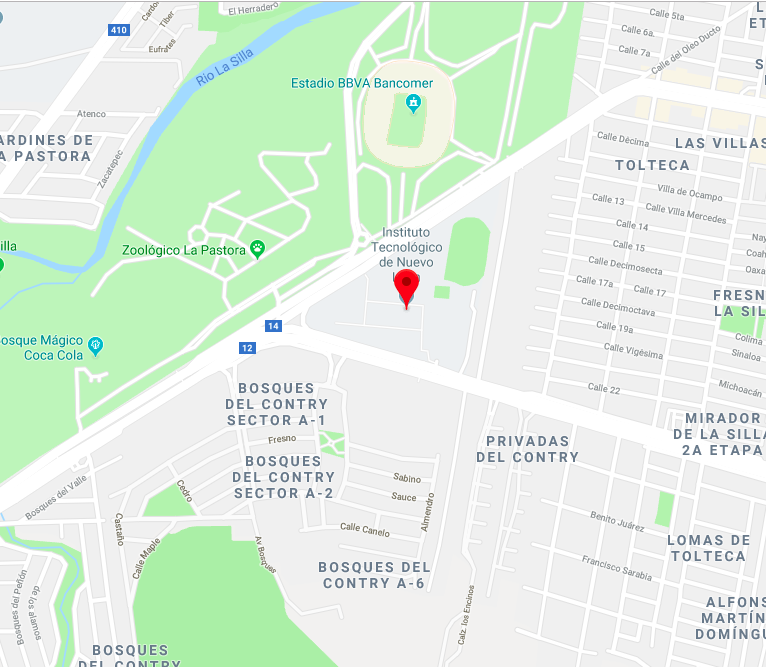 El Herradero
Cardo
Tiber
Eufrates
410
Rio La Silla
Calle 5ta
Calle 6a.
Calle 7a
Calle del Oleo Ducto
L
ET
S
Estadio BBVA Bancomer
Atenco
ARDINES DE
A PASTORA
Zacatepec
Calle Décima
LAS VILLAS
TOLTECA
Villa de Ocampo
Calle 13
Calle Villa Mercedes
Calle 14
Nay
Calle 15
Coahu
Calle Decimosecta
Oaxa
Instituto
Tecnológico
de Nuevo
Zoológico La Pastora
illa
Calle 17a
Calle 17
Calle Decimoctava
FRESN
LA SIL
Calle 19a
14
12
Bosque Mágico
Coca Cola
Calle Vigésima
Colima
Sinaloa
Calle 22
Michoacán
BOSQUES
DEL CONTRY
SECTOR A-1
MIRADOR
DE LA SILLA
2A ETAPA
Fresno
PRIVADAS
DEL CONTRY
BOSQUES
DEL CONTRY
SECTOR A-2
Bosques del Valle
Cedro
Sabino
Sauce
Almendro
Castaño
Calle Maple
Calle Canelo
Av Bosques
Benito Juárez
LOMAS DE
TOLTECA
BOSQUES DEL
CONTRY A-6
Francisco Sarabia
Calz. los Encinos
Bosques del Peñón
de los alamos
ALFONS
MARTÍN
DOMÍNGU
BOSQUES
DEL CONTRY